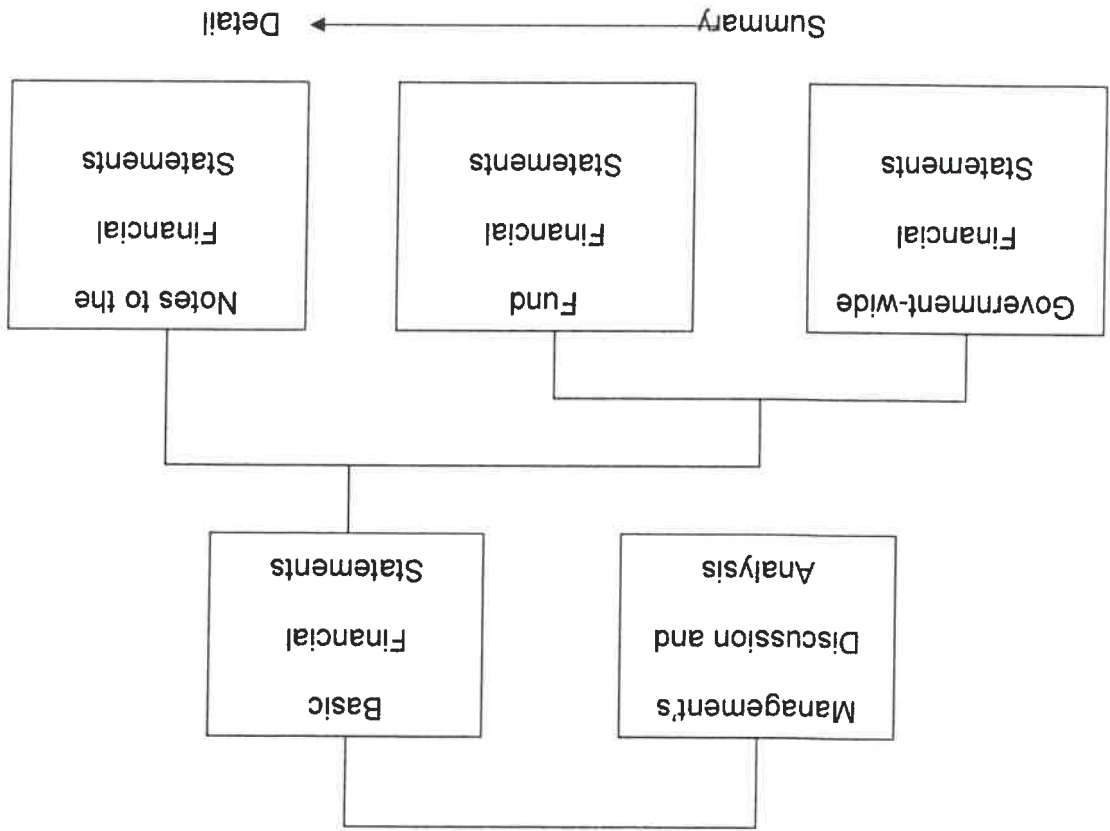 Management's
Discussion and
Analysis
Basic
Financial
Statements
Government-wide
Financial
Statements
Fund
Financial
Statements
Notes to the
Financial
Statements
Summary
Detail